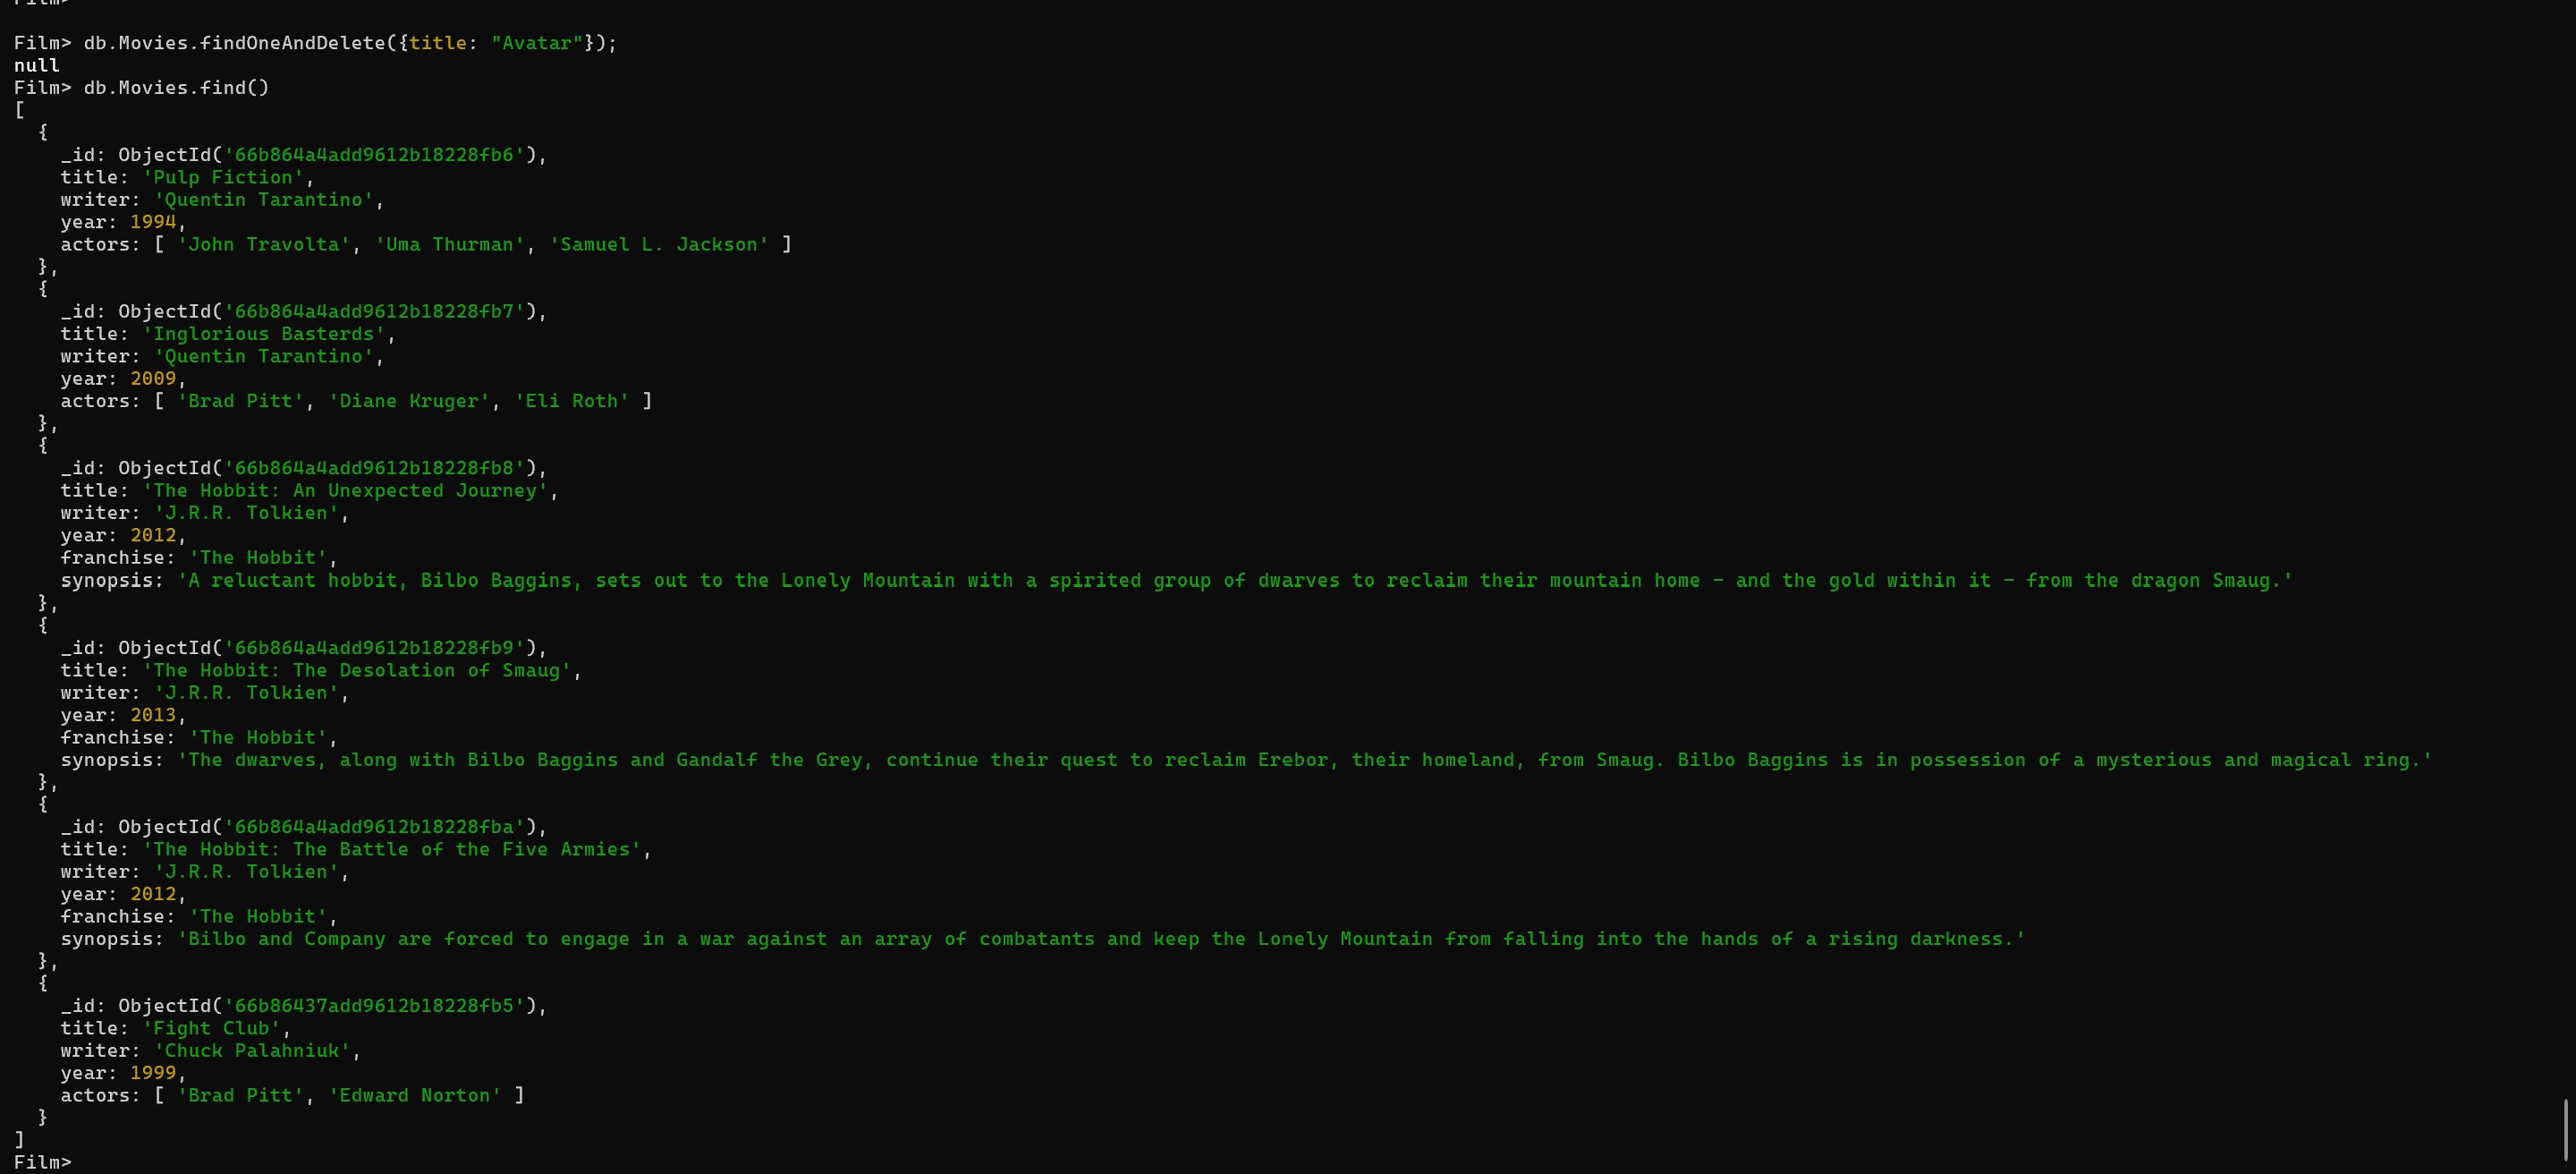 Film>
Film> db.Movies.findOneAndDelete({title: "Avatar"});
null
Film> db.Movies.find()
[
  {
    _id: ObjectId('66b864a4add9612b18228fb6'),
    title: 'Pulp Fiction',
    writer: 'Quentin Tarantino',
    year: 1994,
    actors: [ 'John Travolta', 'Uma Thurman', 'Samuel L. Jackson' ]
  },
  {
    _id: ObjectId('66b864a4add9612b18228fb7'),
    title: 'Inglorious Basterds',
    writer: 'Quentin Tarantino',
    year: 2009,
    actors: [ 'Brad Pitt', 'Diane Kruger', 'Eli Roth' ]
  },
  {
    _id: ObjectId('66b864a4add9612b18228fb8'),
    title: 'The Hobbit: An Unexpected Journey',
    writer: 'J.R.R. Tolkien',
    year: 2012,
    franchise: 'The Hobbit',
    synopsis: 'A reluctant hobbit, Bilbo Baggins, sets out to the Lonely Mountain with a spirited group of dwarves to reclaim their mountain home - and the gold within it - from the dragon Smaug.'
  },
  {
    _id: ObjectId('66b864a4add9612b18228fb9'),
    title: 'The Hobbit: The Desolation of Smaug',
    writer: 'J.R.R. Tolkien',
    year: 2013,
    franchise: 'The Hobbit',
    synopsis: 'The dwarves, along with Bilbo Baggins and Gandalf the Grey, continue their quest to reclaim Erebor, their homeland, from Smaug. Bilbo Baggins is in possession of a mysterious and magical ring.'
  },
  {
    _id: ObjectId('66b864a4add9612b18228fba'),
    title: 'The Hobbit: The Battle of the Five Armies',
    writer: 'J.R.R. Tolkien',
    year: 2012,
    franchise: 'The Hobbit',
    synopsis: 'Bilbo and Company are forced to engage in a war against an array of combatants and keep the Lonely Mountain from falling into the hands of a rising darkness.'
  },
  {
    _id: ObjectId('66b86437add9612b18228fb5'),
    title: 'Fight Club',
    writer: 'Chuck Palahniuk',
    year: 1999,
    actors: [ 'Brad Pitt', 'Edward Norton' ]
  }
]
Film>